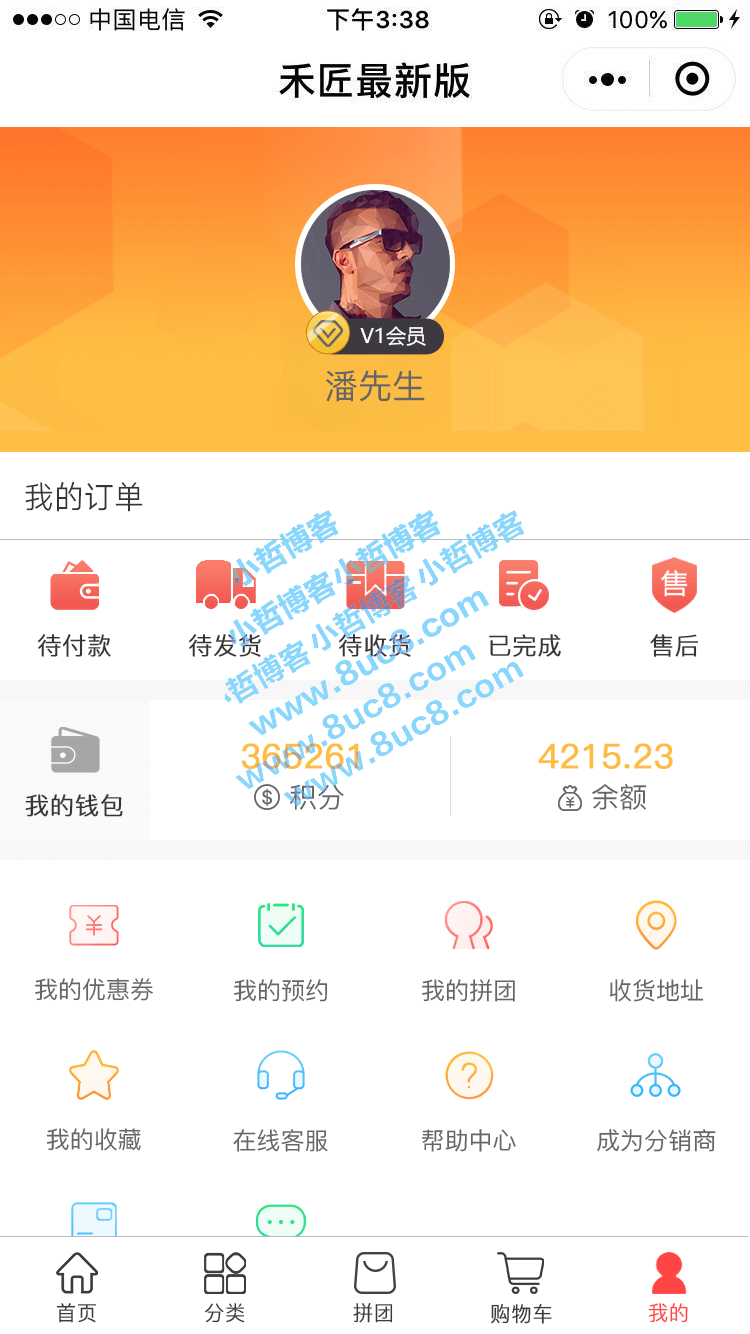 中国电信 下午3:38 100%
禾匠最新版
V1会员
潘先生
我的订单
小哲博客 小哲博客 小哲博客
小哲博客 小哲博客 小哲博客
售
待付款 待发货 待收货 已完成 售后
www.8uc8.com
www.8uc8.com
www.8uc8.com
365261 4215.23
我的钱包 积分 余额
我的优惠券 我的预约 我的拼团 收货地址
我的收藏 在线客服 帮助中心 成为分销商
首页 分类 拼团 购物车 我的